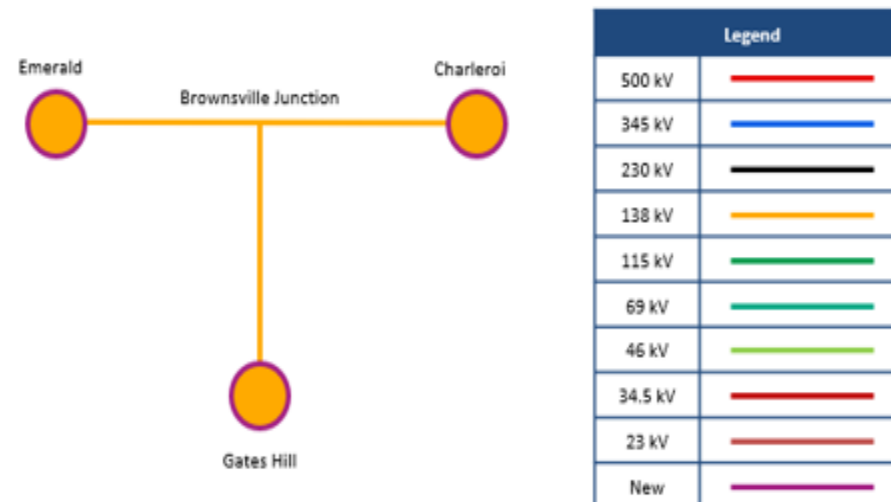 Emerald
Charleroi
Brownsville Junction
Gates Hill
Legend
500 kV
345 kV
230 kV
138 kV
115 kV
69 kV
46 kV
34.5 kV
23 kV
New